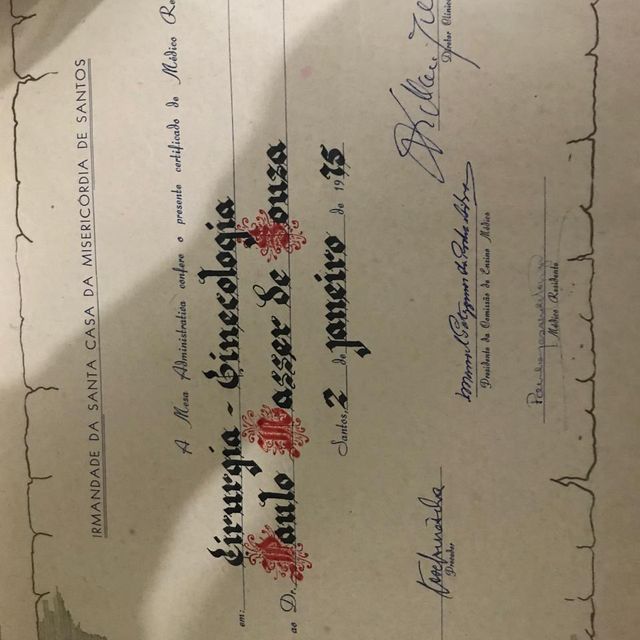 IRMANDADE DA SANTA CASA DA MISERICÓRDIA DE SANTOS
A Mesa Administrativa confere o presente certificado de Médico Re
em: Cirurgia - Ginecologia
ao D. Paulo Nasser de Souza
Santos, 2 de janeiro de 1975
Provedor
Presidente da Comissão de Ensino Médico
Diretor Clínico
Médico Residente